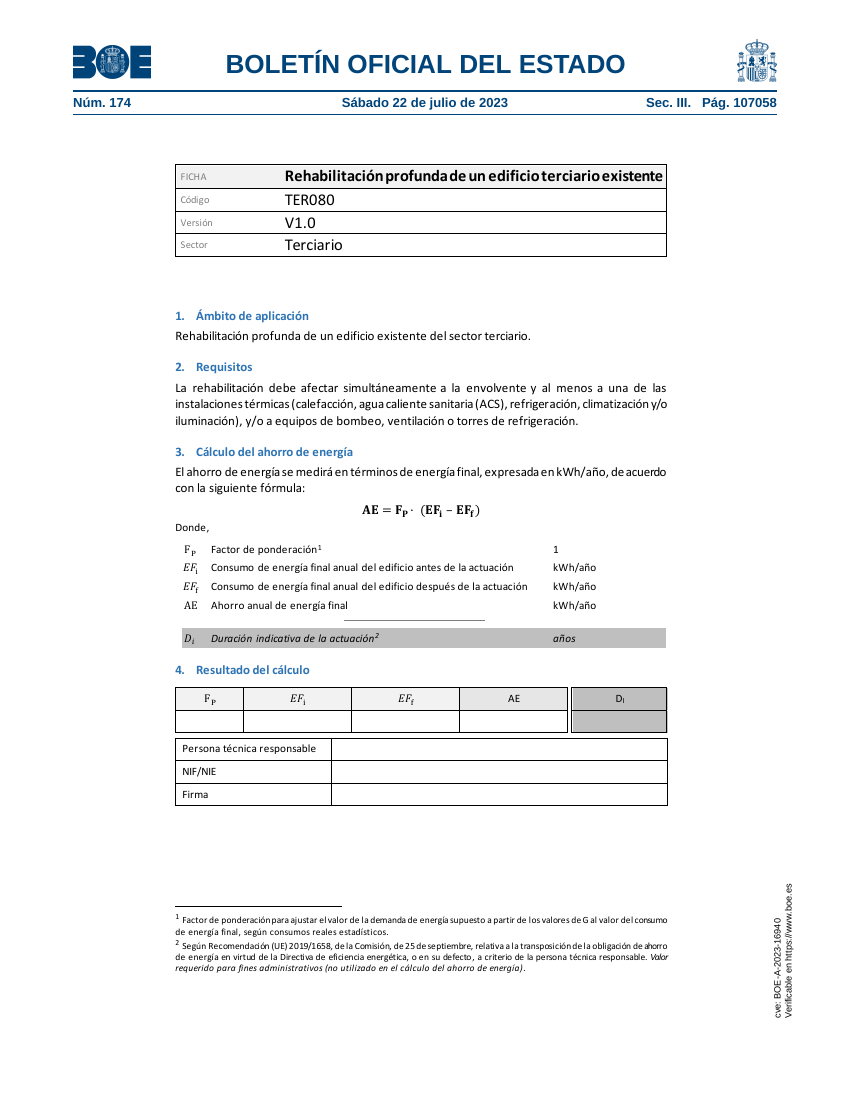 BOE
BOLETÍN OFICIAL DEL ESTADO
Núm. 174 Sábado 22 de julio de 2023 Sec. III. Pág. 107058
FICHA Rehabilitación profunda de un edificio terciario existente
Código TER080
Versión V1.0
Sector Terciario
1. Ámbito de aplicación
Rehabilitación profunda de un edificio existente del sector terciario.
2. Requisitos
La rehabilitación debe afectar simultáneamente a la envolvente y al menos a una de las
instalaciones térmicas (calefacción, agua caliente sanitaria (ACS), refrigeración, climatización y/o
iluminación), y/o a equipos de bombeo, ventilación o torres de refrigeración.
3. Cálculo del ahorro de energía
El ahorro de energía se medirá en términos de energía final, expresada en kWh/año, de acuerdo
con la siguiente fórmula:
AE = F_P · (EF_i – EF_f)
Donde,
F_P Factor de ponderación¹ 1
EF_i Consumo de energía final anual del edificio antes de la actuación kWh/año
EF_f Consumo de energía final anual del edificio después de la actuación kWh/año
AE Ahorro anual de energía final kWh/año
D_i Duración indicativa de la actuación² años
4. Resultado del cálculo
F_P EF_i EF_f AE D_i
Persona técnica responsable
NIF/NIE
Firma
¹ Factor de ponderación para ajustar el valor de la demanda de energía supuesto a partir de los valores de G al valor del consumo
de energía final, según consumos reales estadísticos.
² Según Recomendación (UE) 2019/1658, de la Comisión, de 25 de septiembre, relativa a la transposición de la obligación de ahorro
de energía en virtud de la Directiva de eficiencia energética, o en su defecto, a criterio de la persona técnica responsable. Valor
requerido para fines administrativos (no utilizado en el cálculo del ahorro de energía).
cve: BOE-A-2023-16940
Verificable en https://www.boe.es